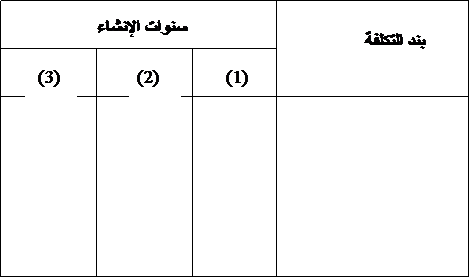 بند التكلفة
سنوات الإنشاء
(1) (2) (3)